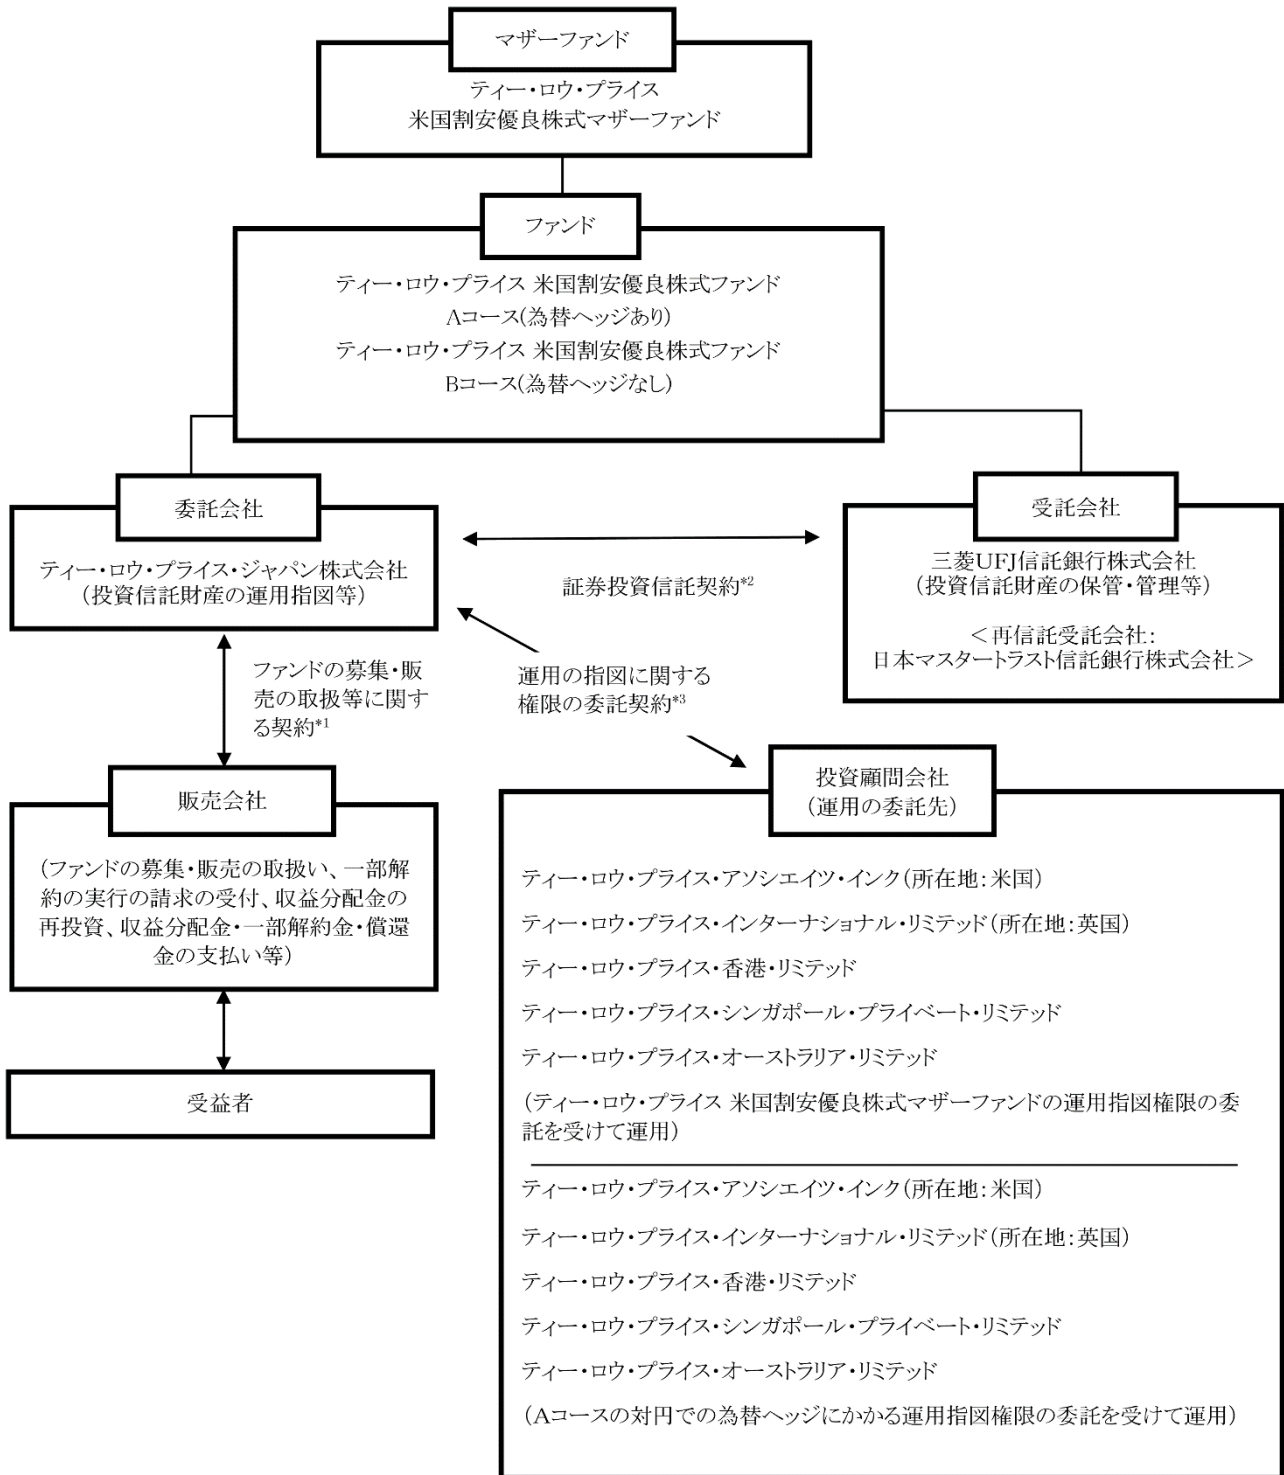 マザーファンド
ティー・ロウ・プライス
米国割安優良株式マザーファンド
ファンド
ティー・ロウ・プライス 米国割安優良株式ファンド
Aコース(為替ヘッジあり)
ティー・ロウ・プライス 米国割安優良株式ファンド
Bコース(為替ヘッジなし)
委託会社
ティー・ロウ・プライス・ジャパン株式会社
(投資信託財産の運用指図等)
証券投資信託契約*2
受託会社
三菱UFJ信託銀行株式会社
(投資信託財産の保管・管理等)
<再信託受託会社:
日本マスタートラスト信託銀行株式会社>
ファンドの募集・販
売の取扱等に関す
る契約*1
運用の指図に関する
権限の委託契約*3
販売会社
(ファンドの募集・販売の取扱い、一部解
約の実行の請求の受付、収益分配金の
再投資、収益分配金・一部解約金・償還
金の支払い等)
受益者
投資顧問会社
(運用の委託先)
ティー・ロウ・プライス・アソシエイツ・インク(所在地:米国)
ティー・ロウ・プライス・インターナショナル・リミテッド(所在地:英国)
ティー・ロウ・プライス・香港・リミテッド
ティー・ロウ・プライス・シンガポール・プライベート・リミテッド
ティー・ロウ・プライス・オーストラリア・リミテッド
(ティー・ロウ・プライス 米国割安優良株式マザーファンドの運用指図権限の委
託を受けて運用)
ティー・ロウ・プライス・アソシエイツ・インク(所在地:米国)
ティー・ロウ・プライス・インターナショナル・リミテッド(所在地:英国)
ティー・ロウ・プライス・香港・リミテッド
ティー・ロウ・プライス・シンガポール・プライベート・リミテッド
ティー・ロウ・プライス・オーストラリア・リミテッド
(Aコースの対円での為替ヘッジにかかる運用指図権限の委託を受けて運用)